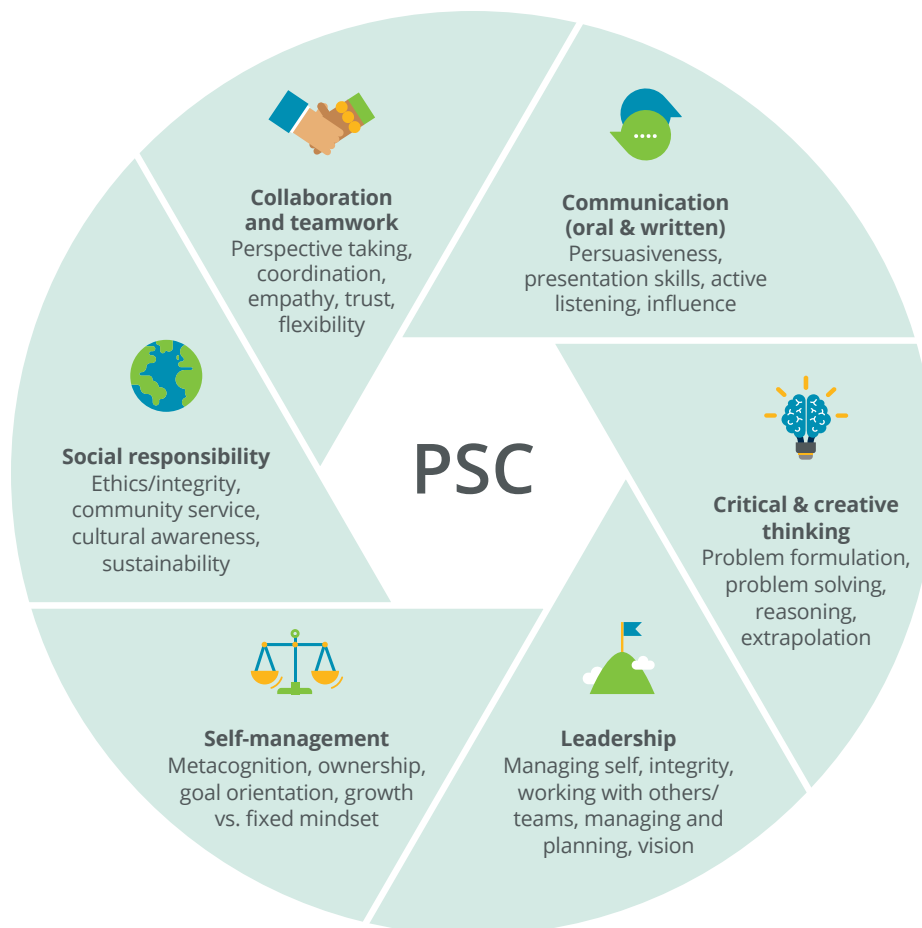 Collaboration
and teamwork
Perspective taking,
coordination,
empathy, trust,
flexibility
Communication
(oral & written)
Persuasiveness,
presentation skills, active
listening, influence
Social responsibility
Ethics/integrity,
community service,
cultural awareness,
sustainability
PSC
Critical & creative
thinking
Problem formulation,
problem solving,
reasoning,
extrapolation
Self-management
Metacognition, ownership,
goal orientation, growth
vs. fixed mindset
Leadership
Managing self, integrity,
working with others/
teams, managing and
planning, vision